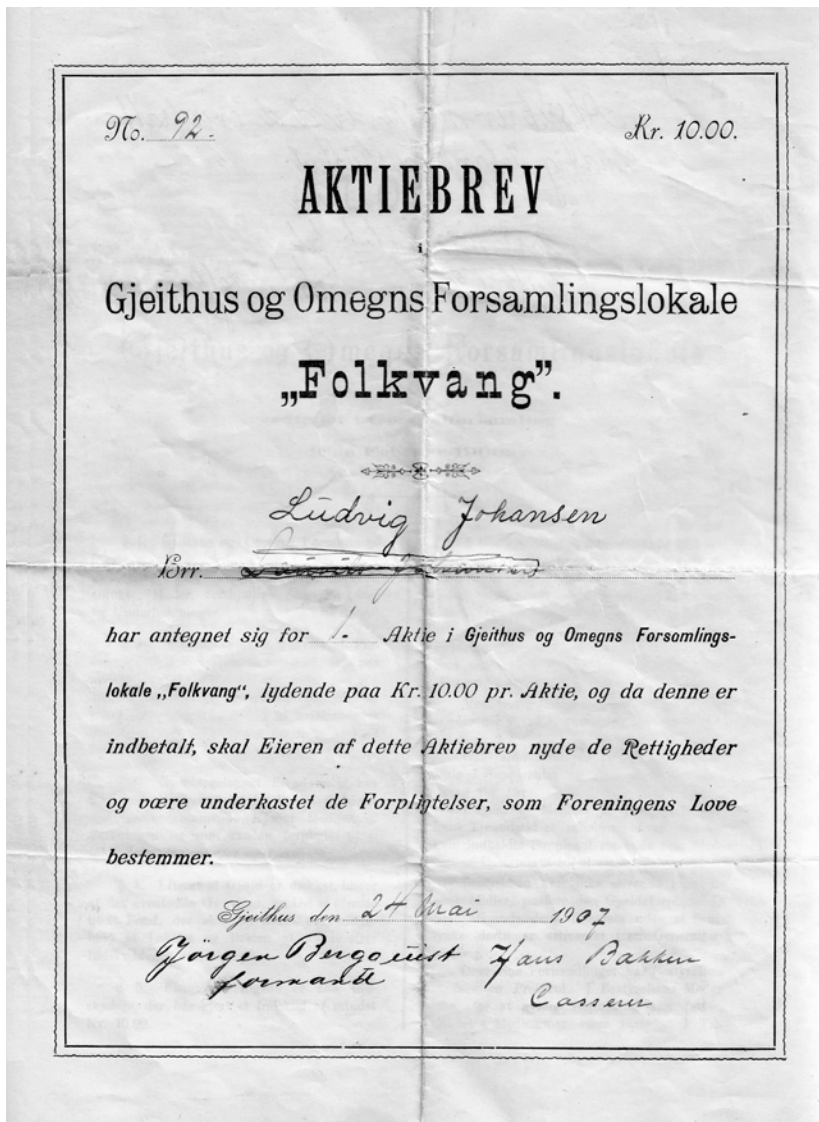 No. 92. Kr. 10.00.
AKTIEBREV
i
Gjeithus og Omegns Forsamlingslokale
„Folkvang”.
Ludvig Johansen
Brr.
har antegnet sig for 1. Aktie i Gjeithus og Omegns Forsomlings-
lokale „Folkvang“, lydende paa Kr. 10.00 pr. Aktie, og da denne er
indbetalt, skal Eieren af dette Aktiebrev nyde de Rettigheder
og være underkastet de Forpligtelser, som Foreningens Love
bestemmer.
Gjeithus den 24 Mai 1907
Jörgen Bergquist Hans Bakken
formand Casserer